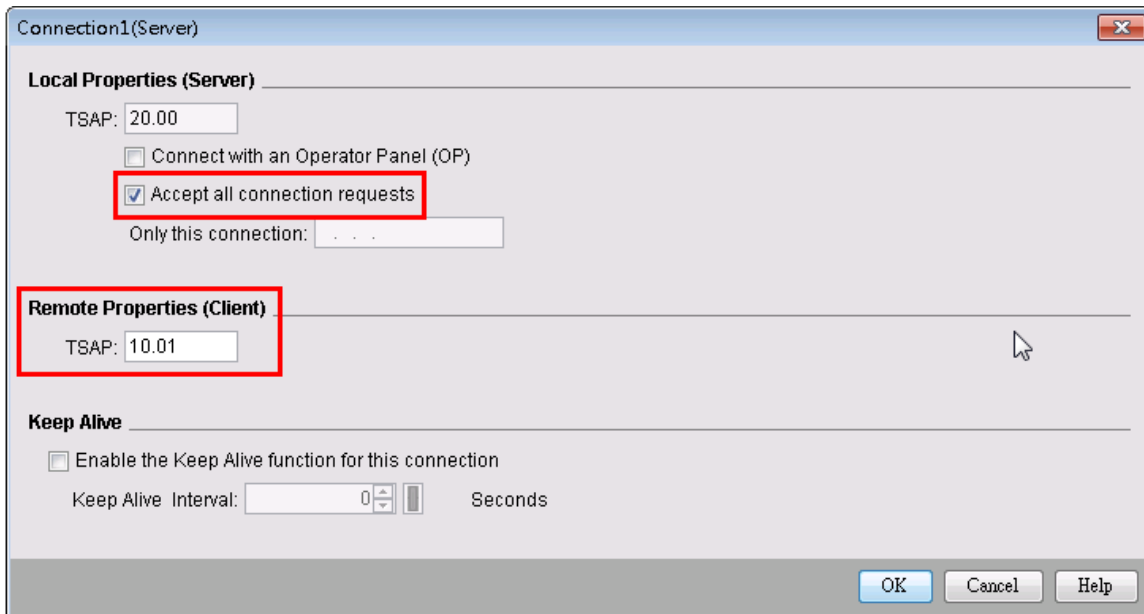 Connection1(Server)
Local Properties (Server)
TSAP: 20.00
Connect with an Operator Panel (OP)
Accept all connection requests
Only this connection: . . .
Remote Properties (Client)
TSAP: 10.01
Keep Alive
Enable the Keep Alive function for this connection
Keep Alive Interval: 0 Seconds
OK Cancel Help